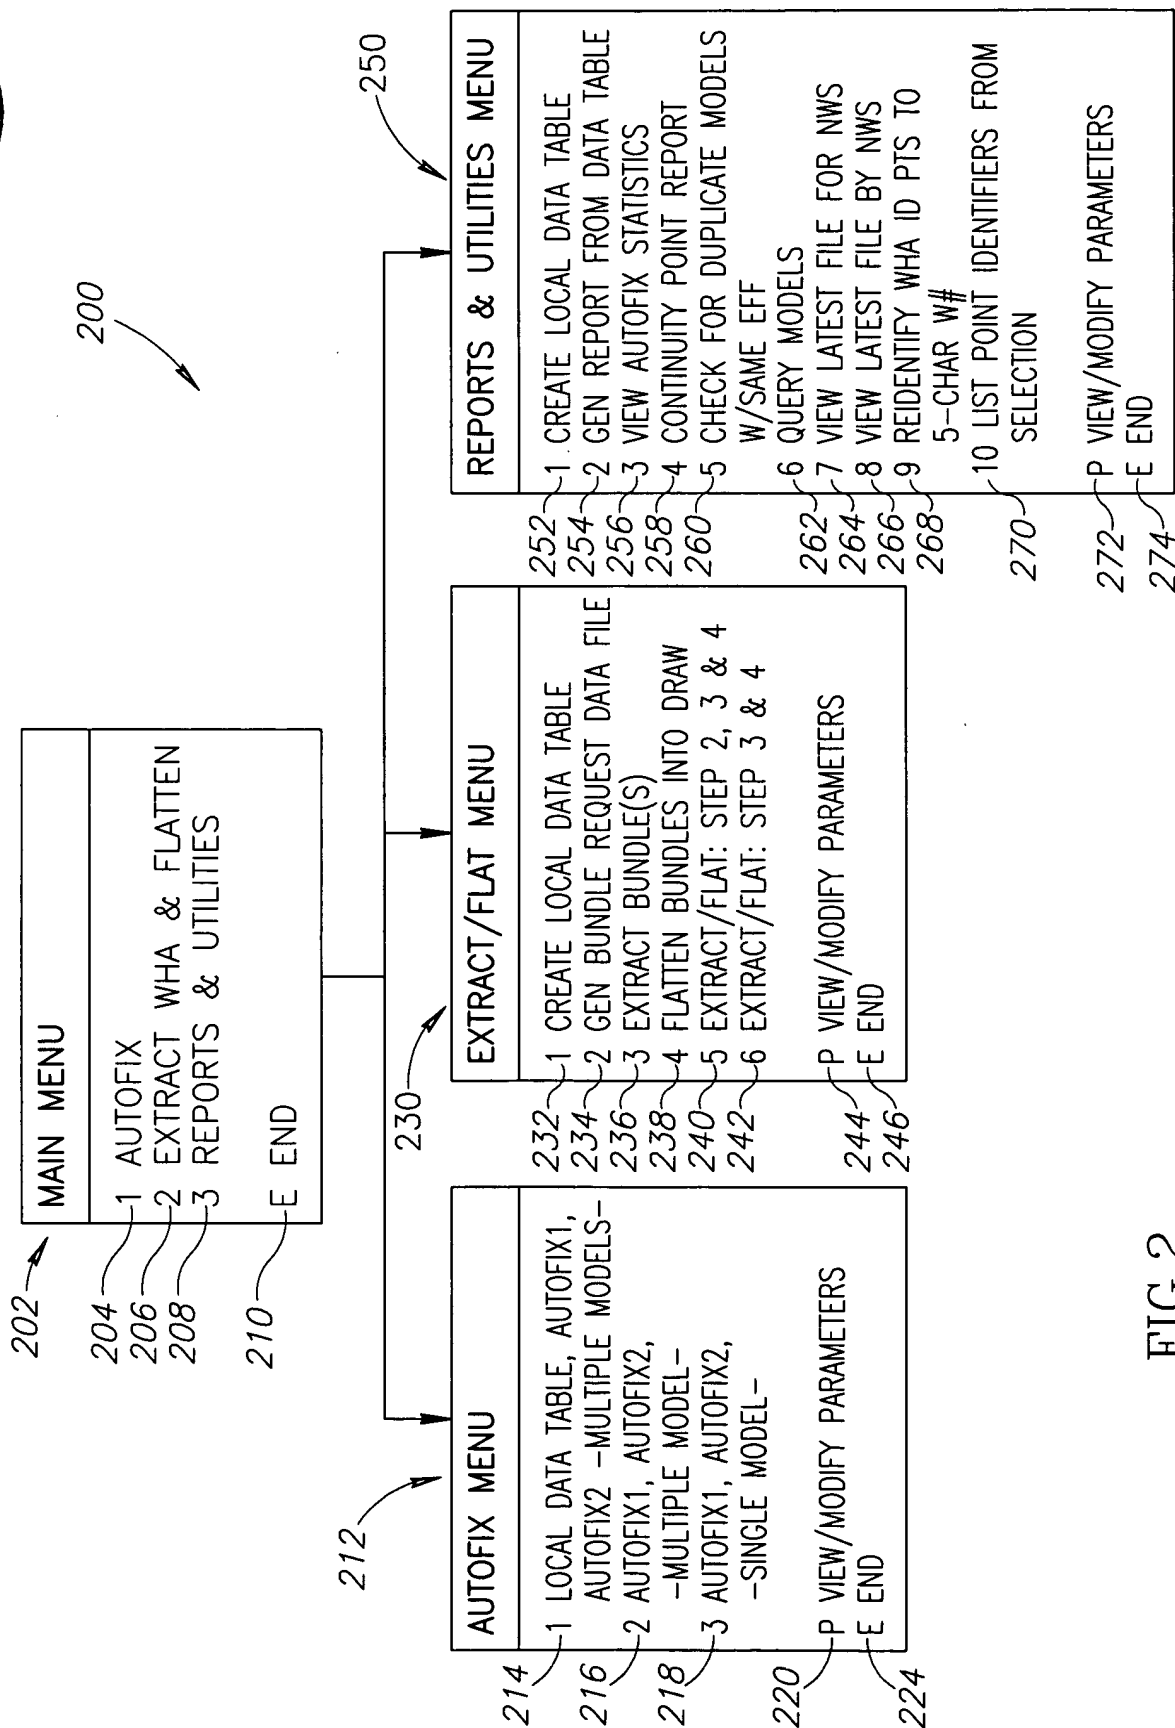 200
202
MAIN MENU
204 1 AUTOFIX
206 2 EXTRACT WHA & FLATTEN
208 3 REPORTS & UTILITIES
210 E END
212
AUTOFIX MENU
214 1 LOCAL DATA TABLE, AUTOFIX1,
AUTOFIX2 -MULTIPLE MODELS-
216 2 AUTOFIX1, AUTOFIX2,
-MULTIPLE MODEL-
218 3 AUTOFIX1, AUTOFIX2,
-SINGLE MODEL-
220 P VIEW/MODIFY PARAMETERS
224 E END
230
EXTRACT/FLAT MENU
232 1 CREATE LOCAL DATA TABLE
234 2 GEN BUNDLE REQUEST DATA FILE
236 3 EXTRACT BUNDLE(S)
238 4 FLATTEN BUNDLES INTO DRAW
240 5 EXTRACT/FLAT: STEP 2, 3 & 4
242 6 EXTRACT/FLAT: STEP 3 & 4
244 P VIEW/MODIFY PARAMETERS
246 E END
250
REPORTS & UTILITIES MENU
252 1 CREATE LOCAL DATA TABLE
254 2 GEN REPORT FROM DATA TABLE
256 3 VIEW AUTOFIX STATISTICS
258 4 CONTINUITY POINT REPORT
260 5 CHECK FOR DUPLICATE MODELS
W/SAME EFF
262 6 QUERY MODELS
264 7 VIEW LATEST FILE FOR NWS
266 8 VIEW LATEST FILE BY NWS
268 9 REIDENTIFY WHA ID PTS TO
5-CHAR W#
270 10 LIST POINT IDENTIFIERS FROM
SELECTION
272 P VIEW/MODIFY PARAMETERS
274 E END
FIG.2